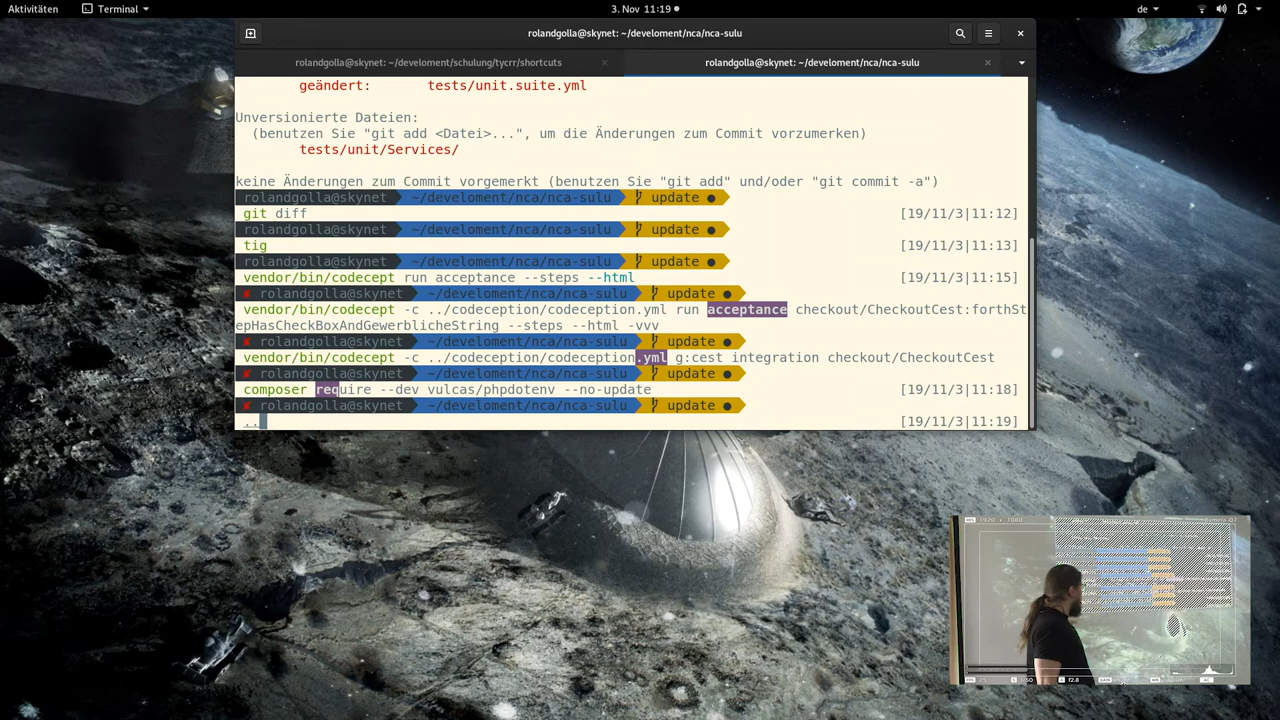 Aktivitäten
Terminal
3. Nov 11:19
de
rolandgolla@skynet: ~/develoment/nca/nca-sulu
rolandgolla@skynet: ~/develoment/schulung/tycrr/shortcuts
rolandgolla@skynet: ~/develoment/nca/nca-sulu
geändert:       tests/unit.suite.yml
Unversionierte Dateien:
(benutzen Sie "git add <Datei>...", um die Änderungen zum Commit vorzumerken)
tests/unit/Services/
keine Änderungen zum Commit vorgemerkt (benutzen Sie "git add" und/oder "git commit -a")
rolandgolla@skynet ~/develoment/nca/nca-sulu update ●
git diff [19/11/3|11:12]
rolandgolla@skynet ~/develoment/nca/nca-sulu update ●
tig [19/11/3|11:13]
rolandgolla@skynet ~/develoment/nca/nca-sulu update ●
vendor/bin/codecept run acceptance --steps --html [19/11/3|11:15]
✘ rolandgolla@skynet ~/develoment/nca/nca-sulu update ●
vendor/bin/codecept -c ../codeception/codeception.yml run acceptance checkout/CheckoutCest:forthSt
epHasCheckBoxAndGewerblicheString --steps --html -vvv
✘ rolandgolla@skynet ~/develoment/nca/nca-sulu update ●
vendor/bin/codecept -c ../codeception/codeception.yml g:cest integration checkout/CheckoutCest
✘ rolandgolla@skynet ~/develoment/nca/nca-sulu update ●
composer require --dev vulcas/phpdotenv --no-update [19/11/3|11:18]
✘ rolandgolla@skynet ~/develoment/nca/nca-sulu update ●
.. [19/11/3|11:19]
1920 x 1080